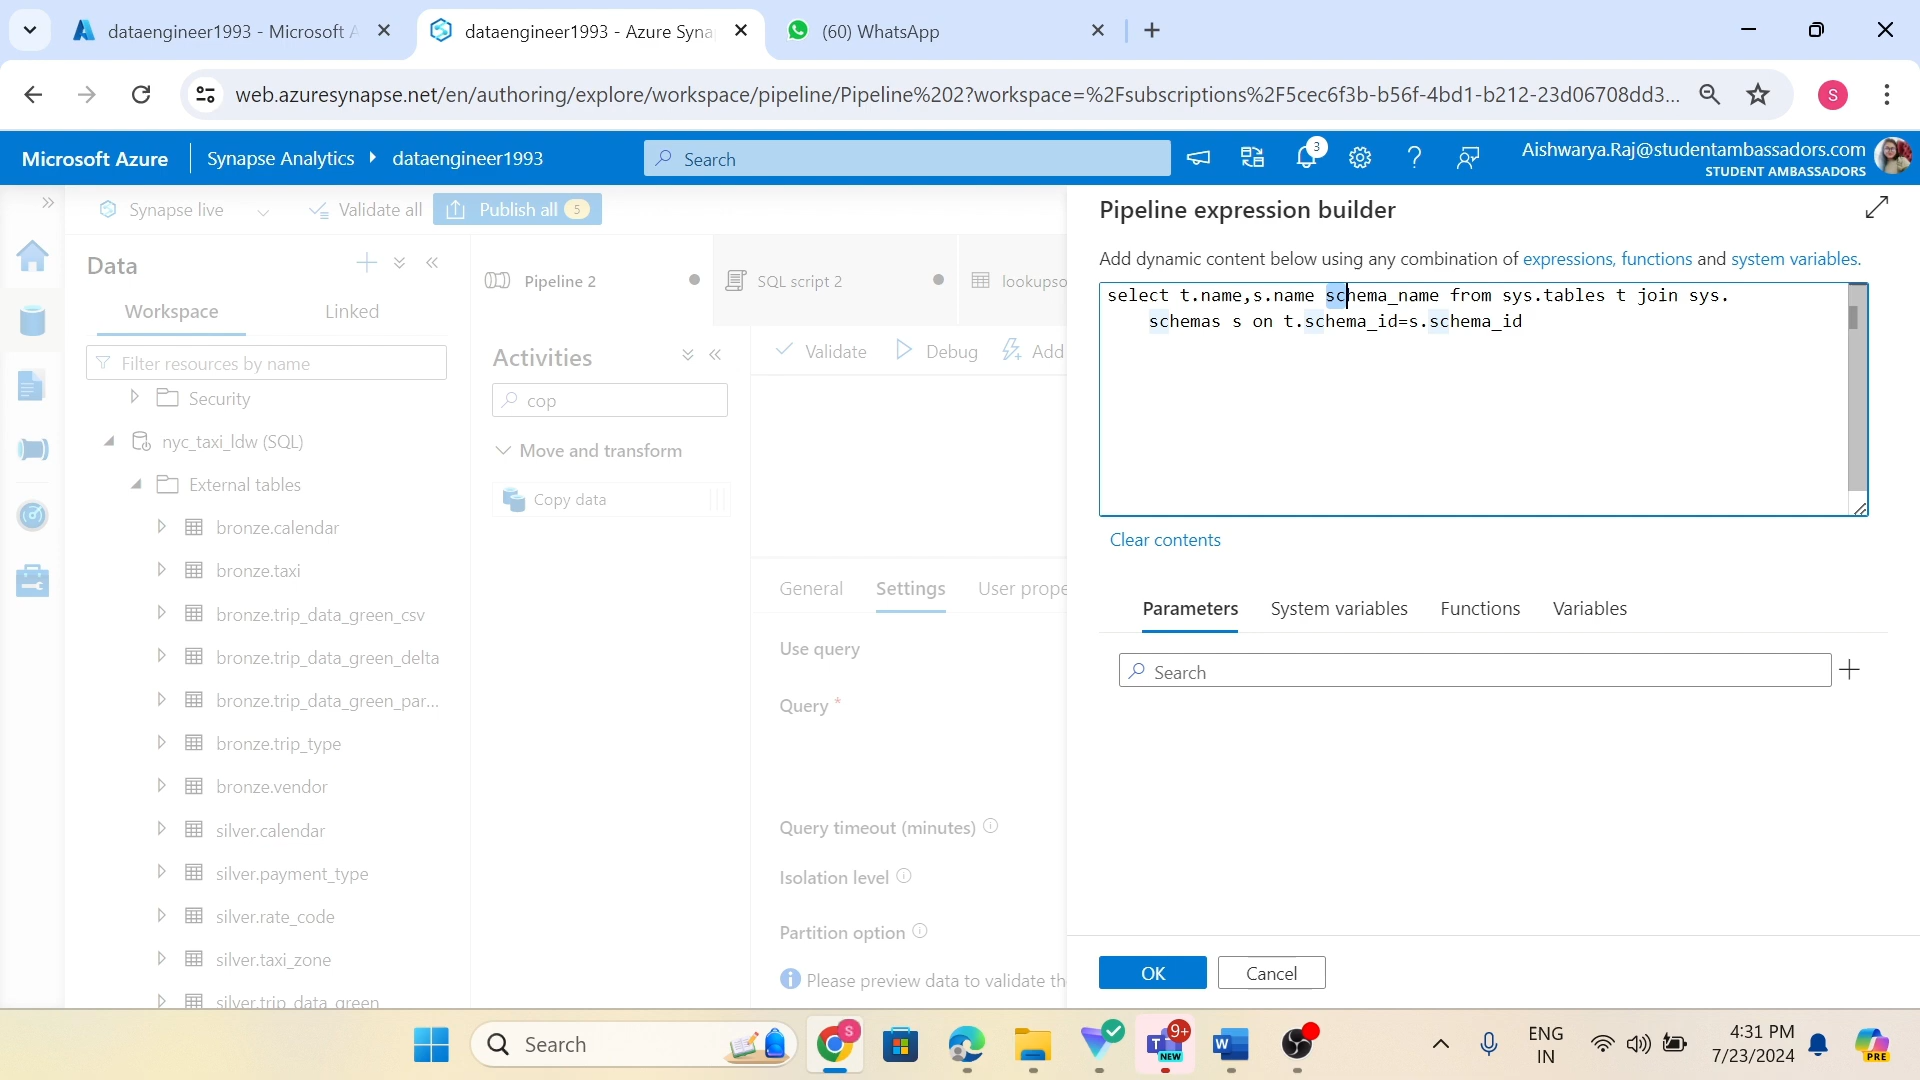 dataengineer1993 - Microsoft A
dataengineer1993 - Azure Syna
(60) WhatsApp
web.azuresynapse.net/en/authoring/explore/workspace/pipeline/Pipeline%202?workspace=%2Fsubscriptions%2F5cec6f3b-b56f-4bd1-b212-23d06708dd3...
S
Microsoft Azure
Synapse Analytics
dataengineer1993
Search
3
Aishwarya.Raj@studentambassadors.com
STUDENT AMBASSADORS
Synapse live
Validate all
Publish all 5
Data
Workspace
Linked
Filter resources by name
Security
nyc_taxi_ldw (SQL)
External tables
bronze.calendar
bronze.taxi
bronze.trip_data_green_csv
bronze.trip_data_green_delta
bronze.trip_data_green_par...
bronze.trip_type
bronze.vendor
silver.calendar
silver.payment_type
silver.rate_code
silver.taxi_zone
silver.trip_data_green
Pipeline 2
SQL script 2
lookupso
Activities
cop
Move and transform
Copy data
Validate
Debug
Add
General
Settings
User prope
Use query
Query *
Query timeout (minutes)
Isolation level
Partition option
Please preview data to validate th
Pipeline expression builder
Add dynamic content below using any combination of expressions, functions and system variables.
select t.name,s.name schema_name from sys.tables t join sys.
schemas s on t.schema_id=s.schema_id
Clear contents
Parameters
System variables
Functions
Variables
Search
OK
Cancel
Search
S
9+
T
NEW
W
ENG
IN
4:31 PM
7/23/2024
PRE